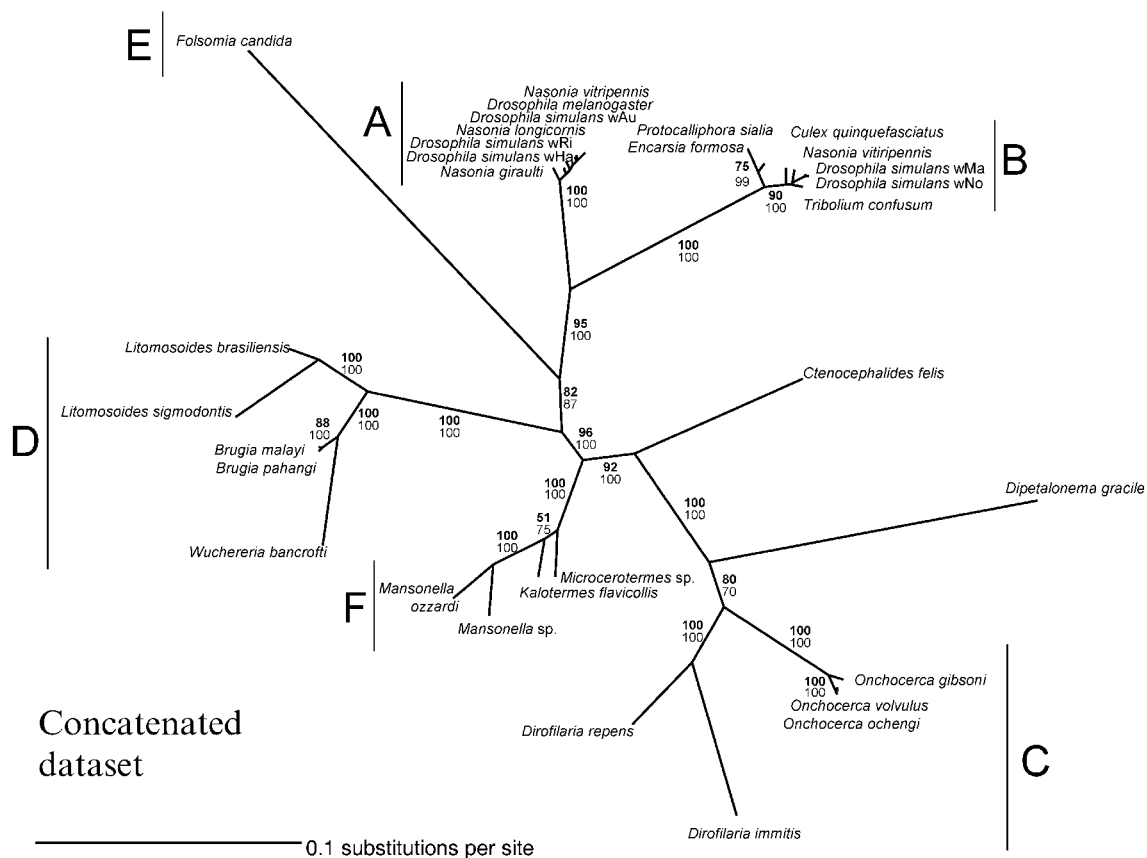 E
Folsomia candida
A
Nasonia vitripennis
Drosophila melanogaster
Drosophila simulans wAu
Nasonia longicornis
Drosophila simulans wRi
Drosophila simulans wHa
Nasonia giraulti
100
100
Protocalliphora sialia
Encarsia formosa
Culex quinquefasciatus
Nasonia vitiripennis
Drosophila simulans wMa
Drosophila simulans wNo
Tribolium confusum
B
75
99
90
100
100
100
95
100
82
87
96
100
92
100
D
Litomosoides brasiliensis
Litomosoides sigmodontis
Brugia malayi
Brugia pahangi
Wuchereria bancrofti
100
100
88
100
100
100
100
100
Ctenocephalides felis
Dipetalonema gracile
100
100
100
100
51
75
100
100
F
Mansonella
ozzardi
Mansonella sp.
Microcerotermes sp.
Kalotermes flavicollis
80
70
100
100
100
100
100
100
Onchocerca gibsoni
Onchocerca volvulus
Onchocerca ochengi
Dirofilaria repens
Dirofilaria immitis
C
Concatenated
dataset
0.1 substitutions per site